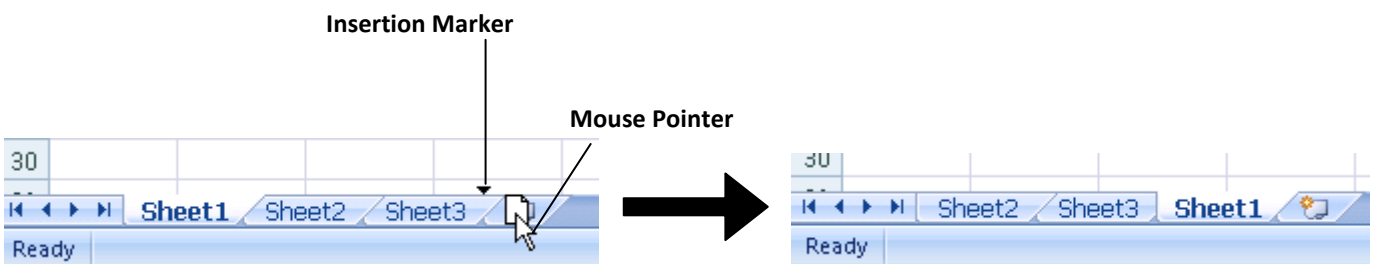 Insertion Marker
Mouse Pointer
30
Sheet1 Sheet2 Sheet3
Ready
30
Sheet2 Sheet3 Sheet1
Ready